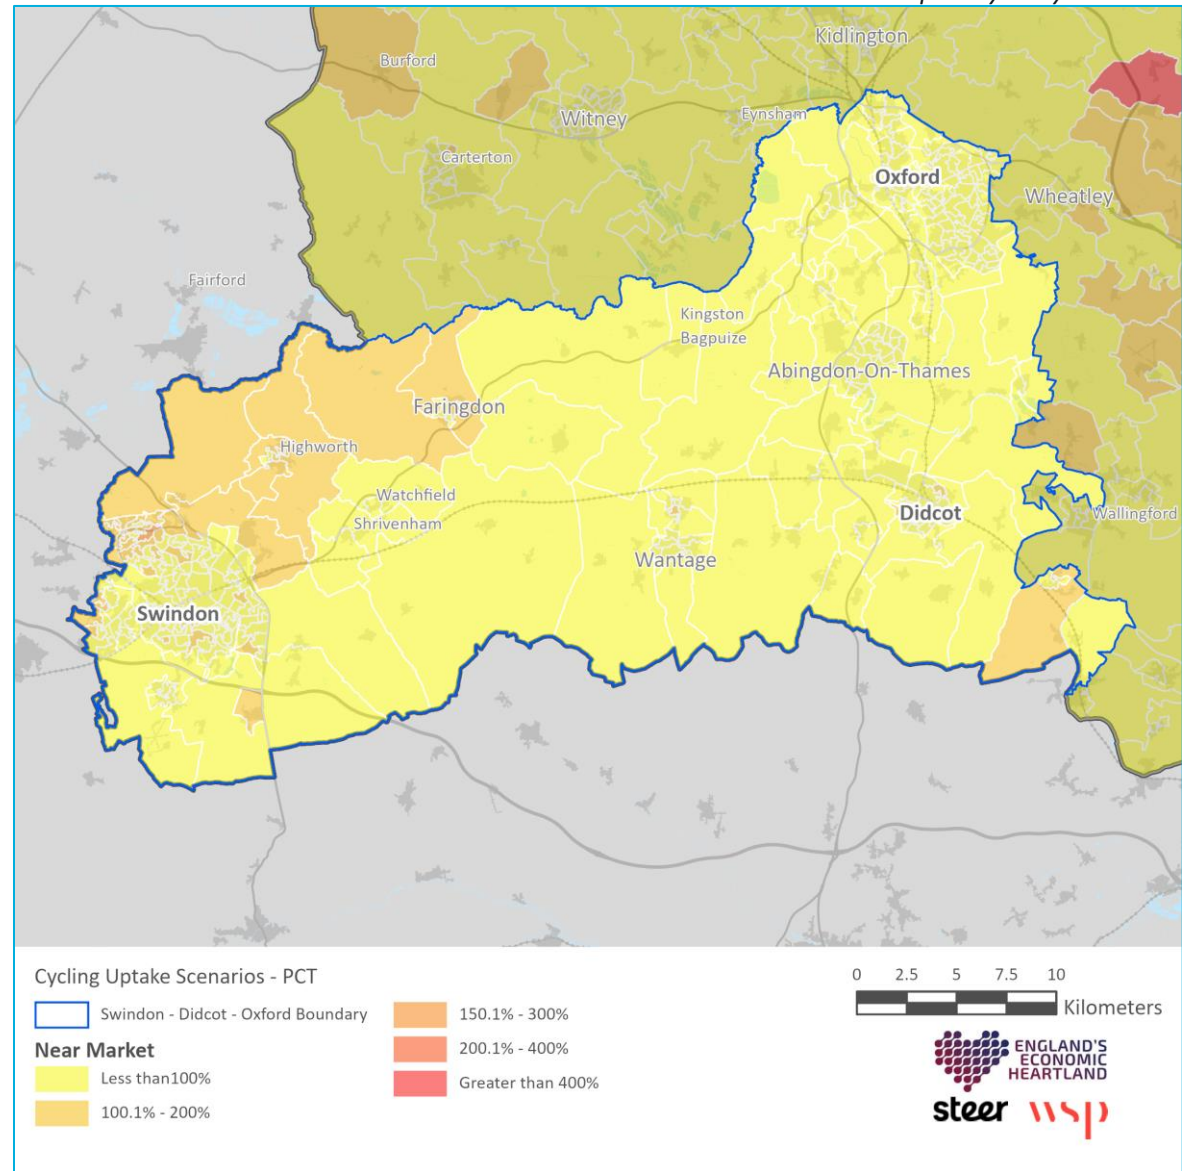 Kidlington
Burford
Witney
Eynsham
Carterton
Oxford
Wheatley
Fairford
Kingston
Bagpuize
Abingdon-On-Thames
Faringdon
Highworth
Watchfield
Shrivenham
Didcot
Wallingford
Wantage
Swindon
Cycling Uptake Scenarios - PCT
Swindon - Didcot - Oxford Boundary
Near Market
Less than100%
100.1% - 200%
150.1% - 300%
200.1% - 400%
Greater than 400%
0 2.5 5 7.5 10
Kilometers
ENGLAND'S
ECONOMIC
HEARTLAND
steer wsp